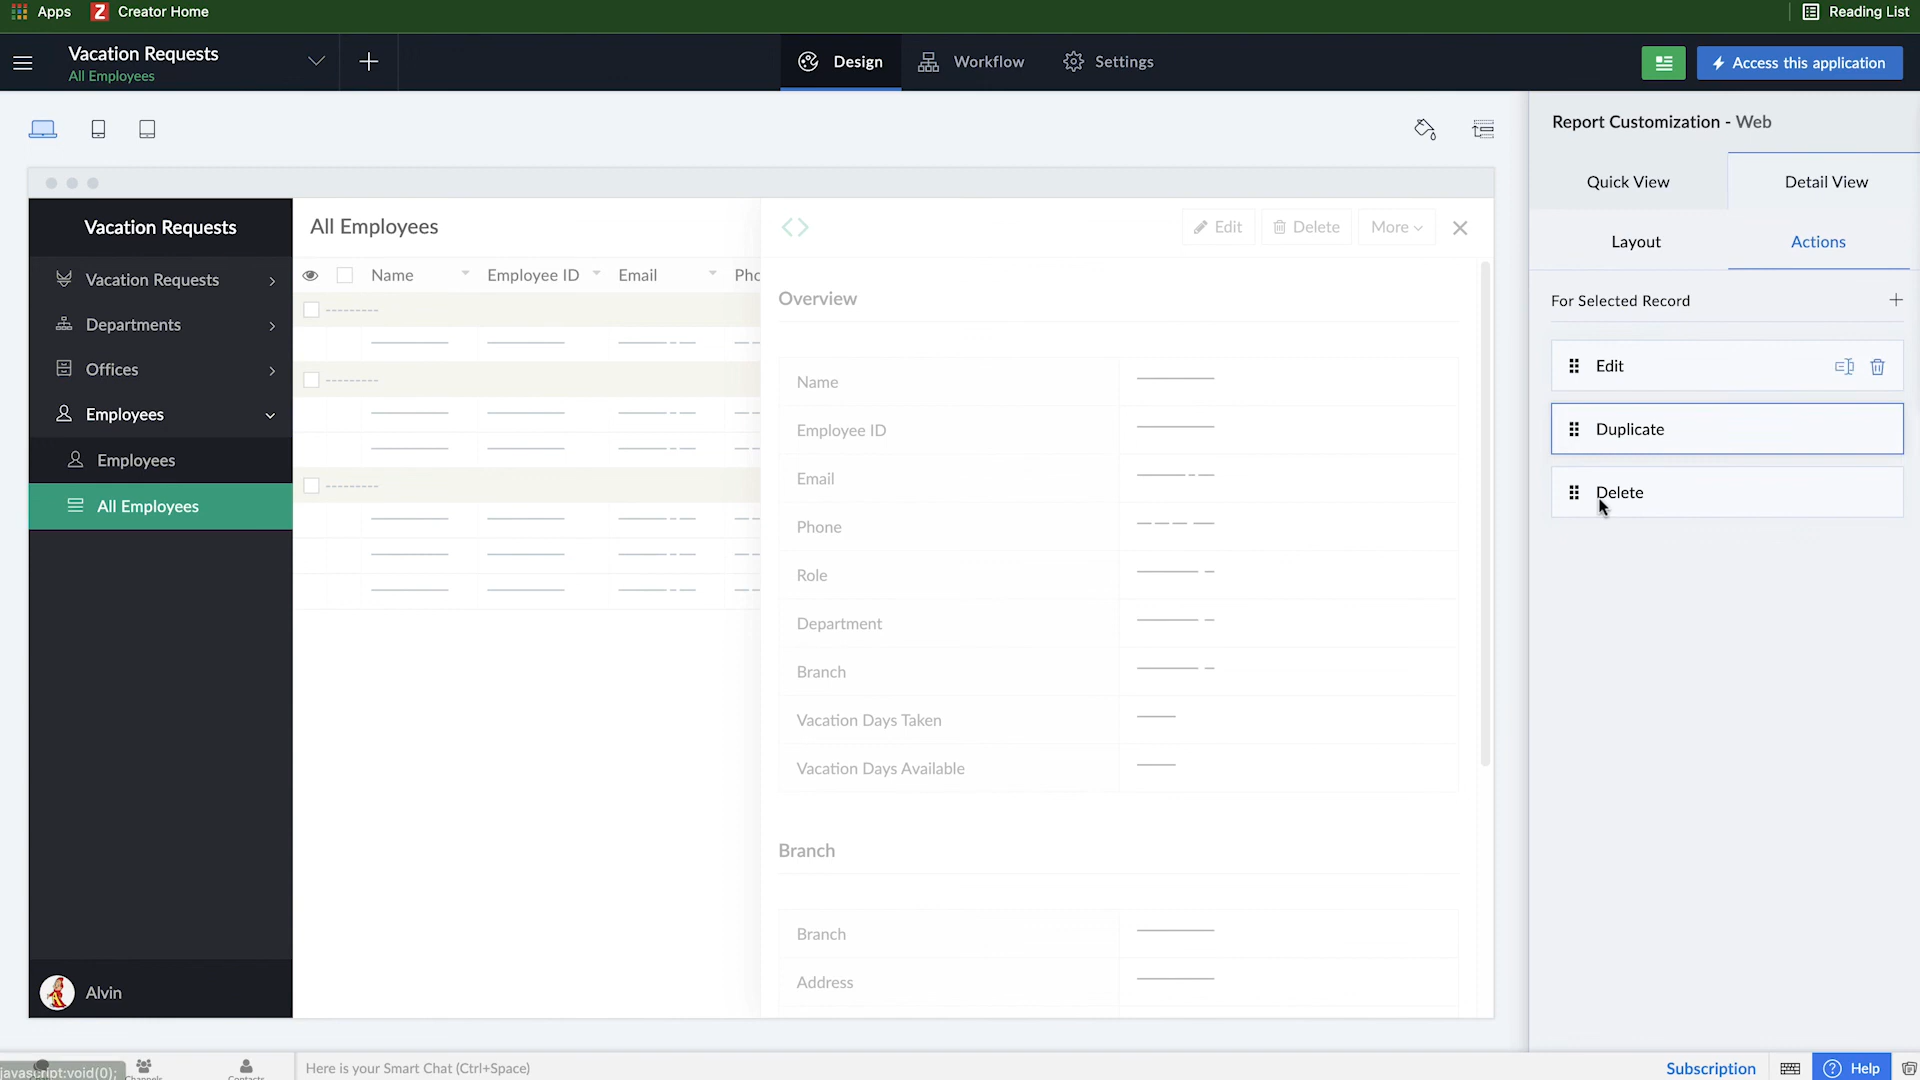 Apps
Creator Home
Reading List
Vacation Requests
All Employees
Design
Workflow
Settings
Access this application
Report Customization - Web
Quick View
Detail View
Layout
Actions
For Selected Record
Edit
Duplicate
Delete
Vacation Requests
Vacation Requests
Departments
Offices
Employees
Employees
All Employees
Alvin
All Employees
Name
Employee ID
Email
Pho
Edit
Delete
More
Overview
Name
Employee ID
Email
Phone
Role
Department
Branch
Vacation Days Taken
Vacation Days Available
Branch
Branch
Address
javascript:void(0);
Channels
Contacts
Here is your Smart Chat (Ctrl+Space)
Subscription
Help